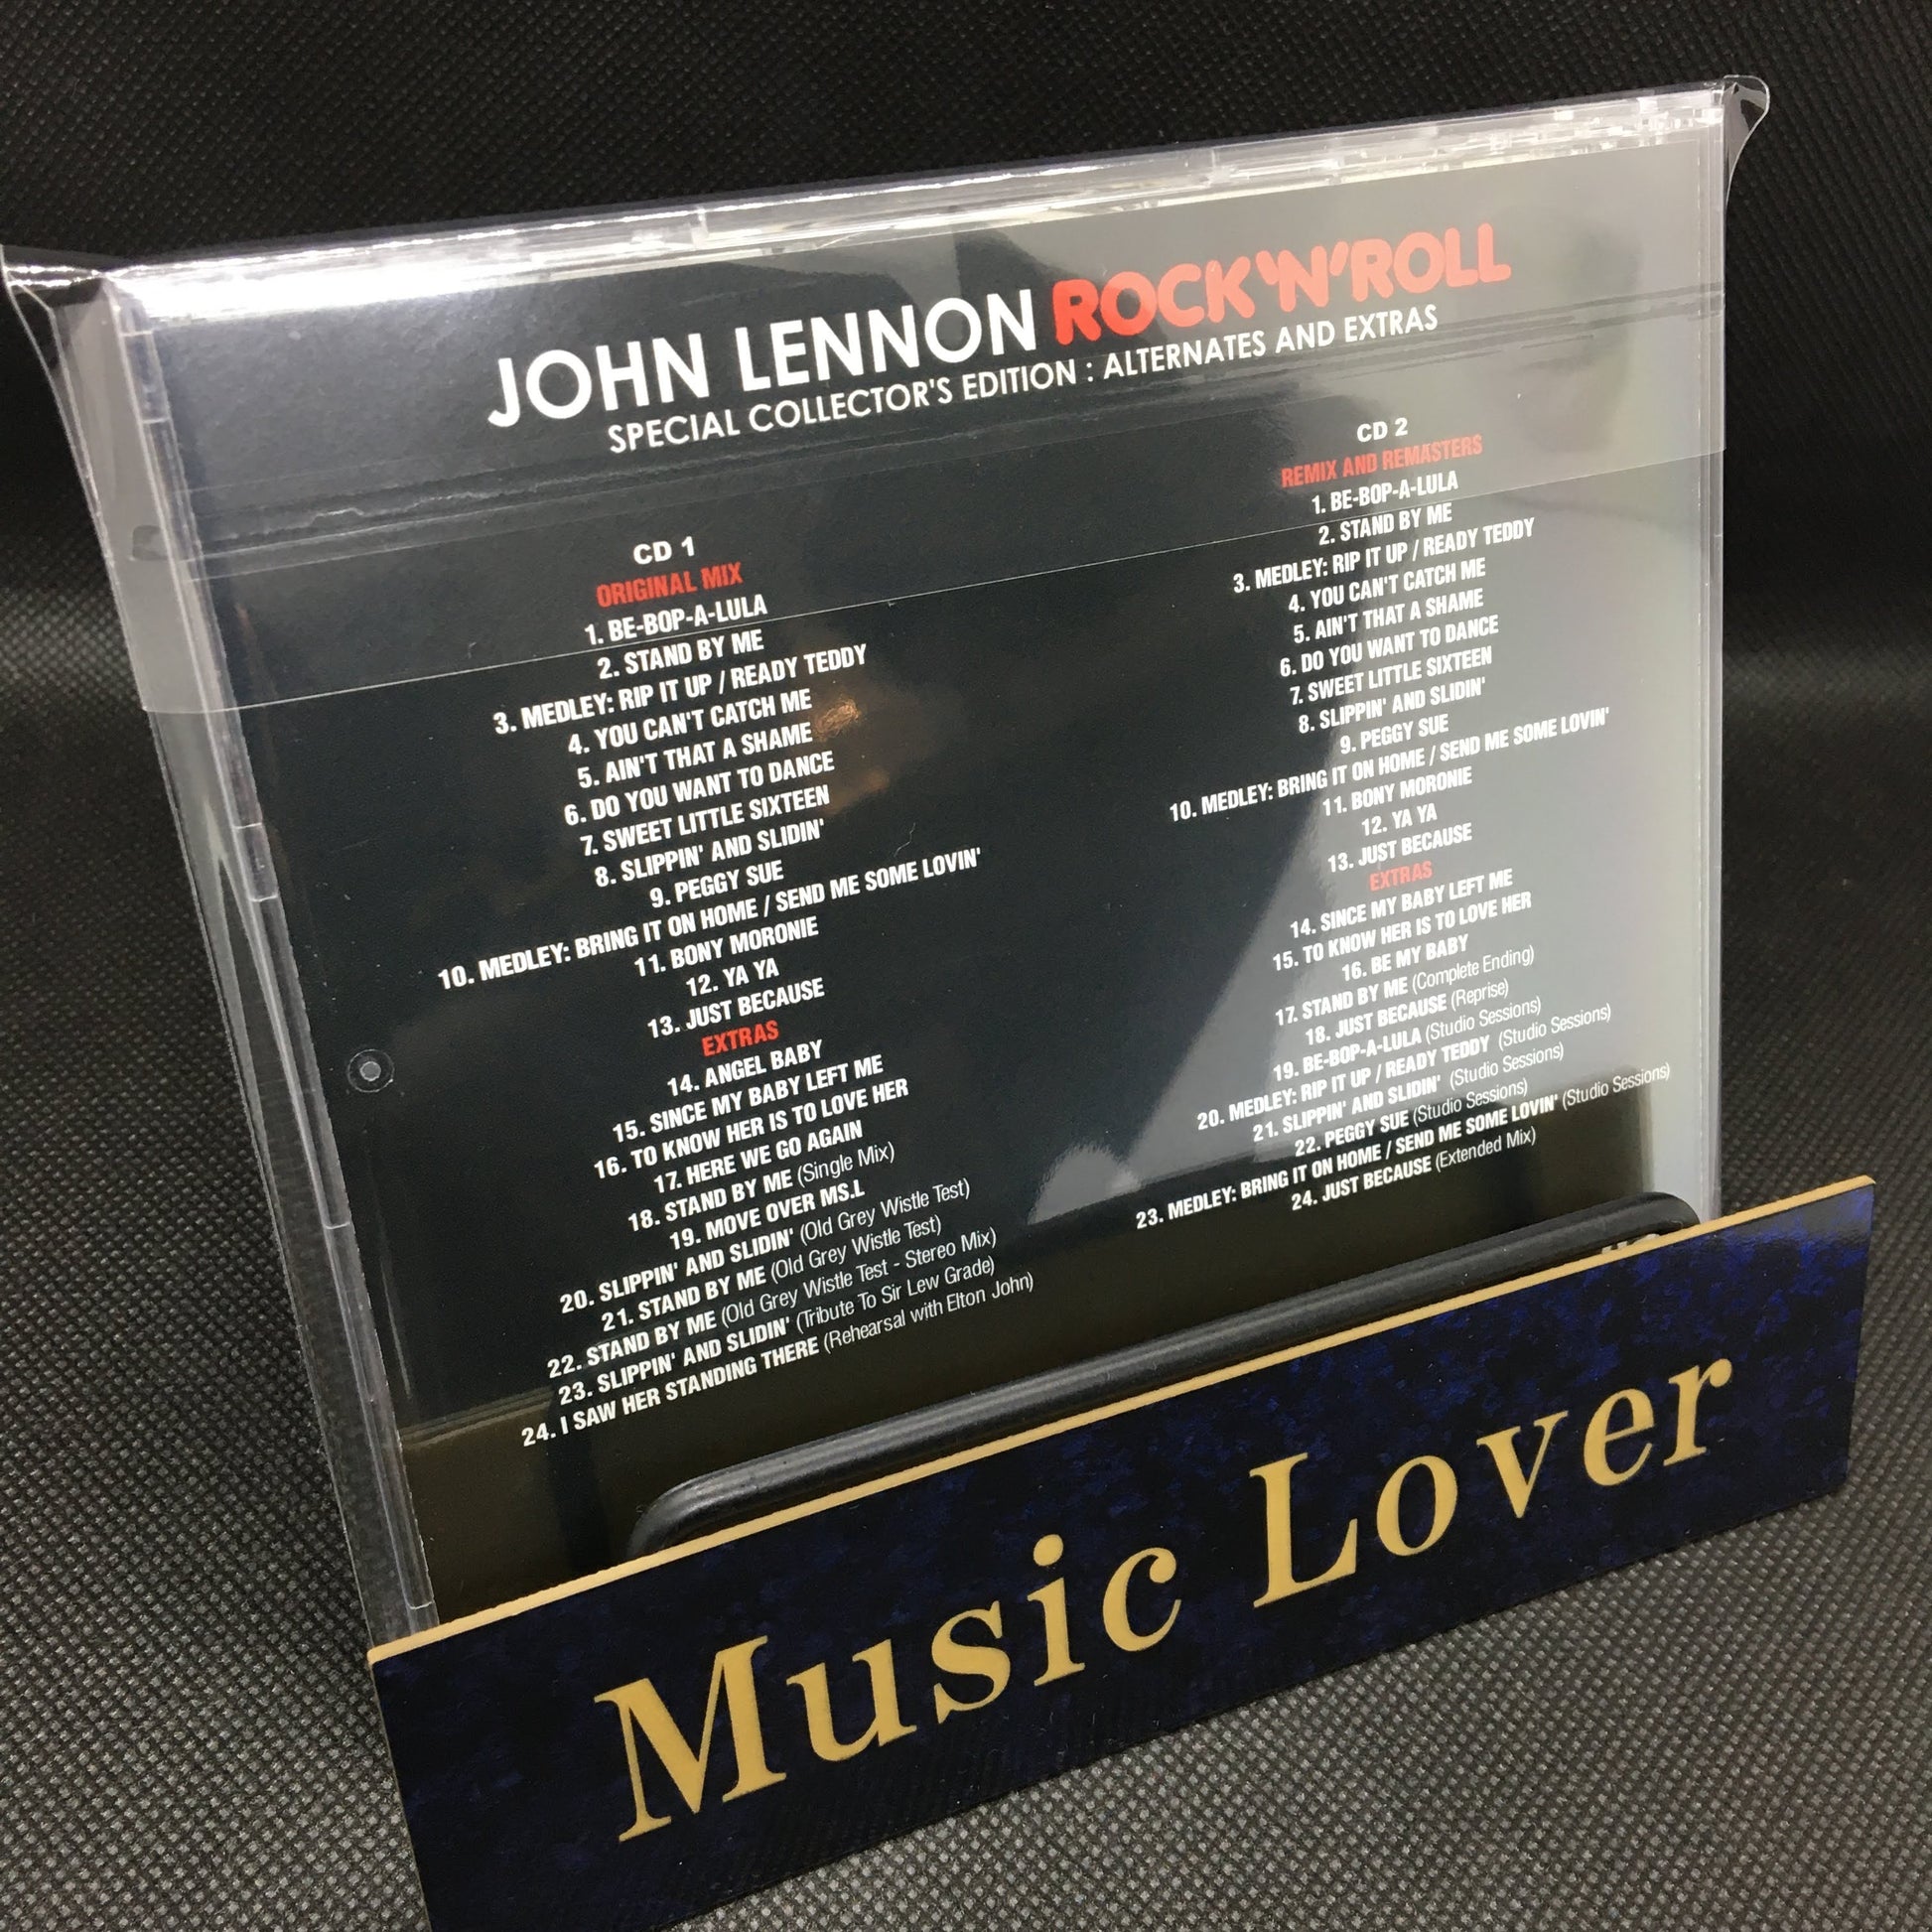 JOHN LENNON ROCK'N'ROLL
SPECIAL COLLECTOR'S EDITION : ALTERNATES AND EXTRAS
CD 1
ORIGINAL MIX
1. BE-BOP-A-LULA
2. STAND BY ME
3. MEDLEY: RIP IT UP / READY TEDDY
4. YOU CAN'T CATCH ME
5. AIN'T THAT A SHAME
6. DO YOU WANT TO DANCE
7. SWEET LITTLE SIXTEEN
8. SLIPPIN' AND SLIDIN'
9. PEGGY SUE
10. MEDLEY: BRING IT ON HOME / SEND ME SOME LOVIN'
11. BONY MORONIE
12. YA YA
13. JUST BECAUSE
EXTRAS
14. ANGEL BABY
15. SINCE MY BABY LEFT ME
16. TO KNOW HER IS TO LOVE HER
17. HERE WE GO AGAIN
18. STAND BY ME (Single Mix)
19. MOVE OVER MS.L
20. SLIPPIN' AND SLIDIN' (Old Grey Wistle Test)
21. STAND BY ME (Old Grey Wistle Test)
22. STAND BY ME (Old Grey Wistle Test - Stereo Mix)
23. SLIPPIN' AND SLIDIN' (Tribute To Sir Lew Grade)
24. I SAW HER STANDING THERE (Rehearsal with Elton John)
CD 2
REMIX AND REMASTERS
1. BE-BOP-A-LULA
2. STAND BY ME
3. MEDLEY: RIP IT UP / READY TEDDY
4. YOU CAN'T CATCH ME
5. AIN'T THAT A SHAME
6. DO YOU WANT TO DANCE
7. SWEET LITTLE SIXTEEN
8. SLIPPIN' AND SLIDIN'
9. PEGGY SUE
10. MEDLEY: BRING IT ON HOME / SEND ME SOME LOVIN'
11. BONY MORONIE
12. YA YA
13. JUST BECAUSE
EXTRAS
14. SINCE MY BABY LEFT ME
15. TO KNOW HER IS TO LOVE HER
16. BE MY BABY
17. STAND BY ME (Complete Ending)
18. JUST BECAUSE (Reprise)
19. BE-BOP-A-LULA (Studio Sessions)
20. MEDLEY: RIP IT UP / READY TEDDY (Studio Sessions)
21. SLIPPIN' AND SLIDIN' (Studio Sessions)
22. PEGGY SUE (Studio Sessions)
23. MEDLEY: BRING IT ON HOME / SEND ME SOME LOVIN' (Studio Sessions)
24. JUST BECAUSE (Extended Mix)
Music Lover